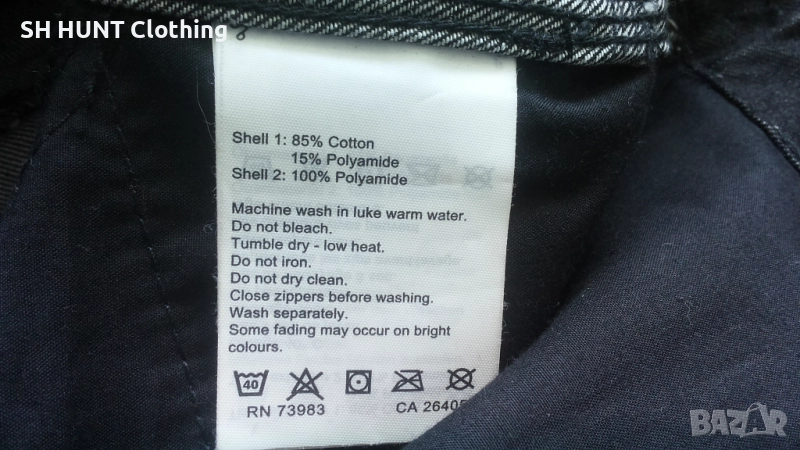 SH HUNT Clothing
Shell 1: 85% Cotton
15% Polyamide
Shell 2: 100% Polyamide
Machine wash in luke warm water.
Do not bleach.
Tumble dry - low heat.
Do not iron.
Do not dry clean.
Close zippers before washing.
Wash separately.
Some fading may occur on bright
colours.
40
RN 73983 CA
BAZAR